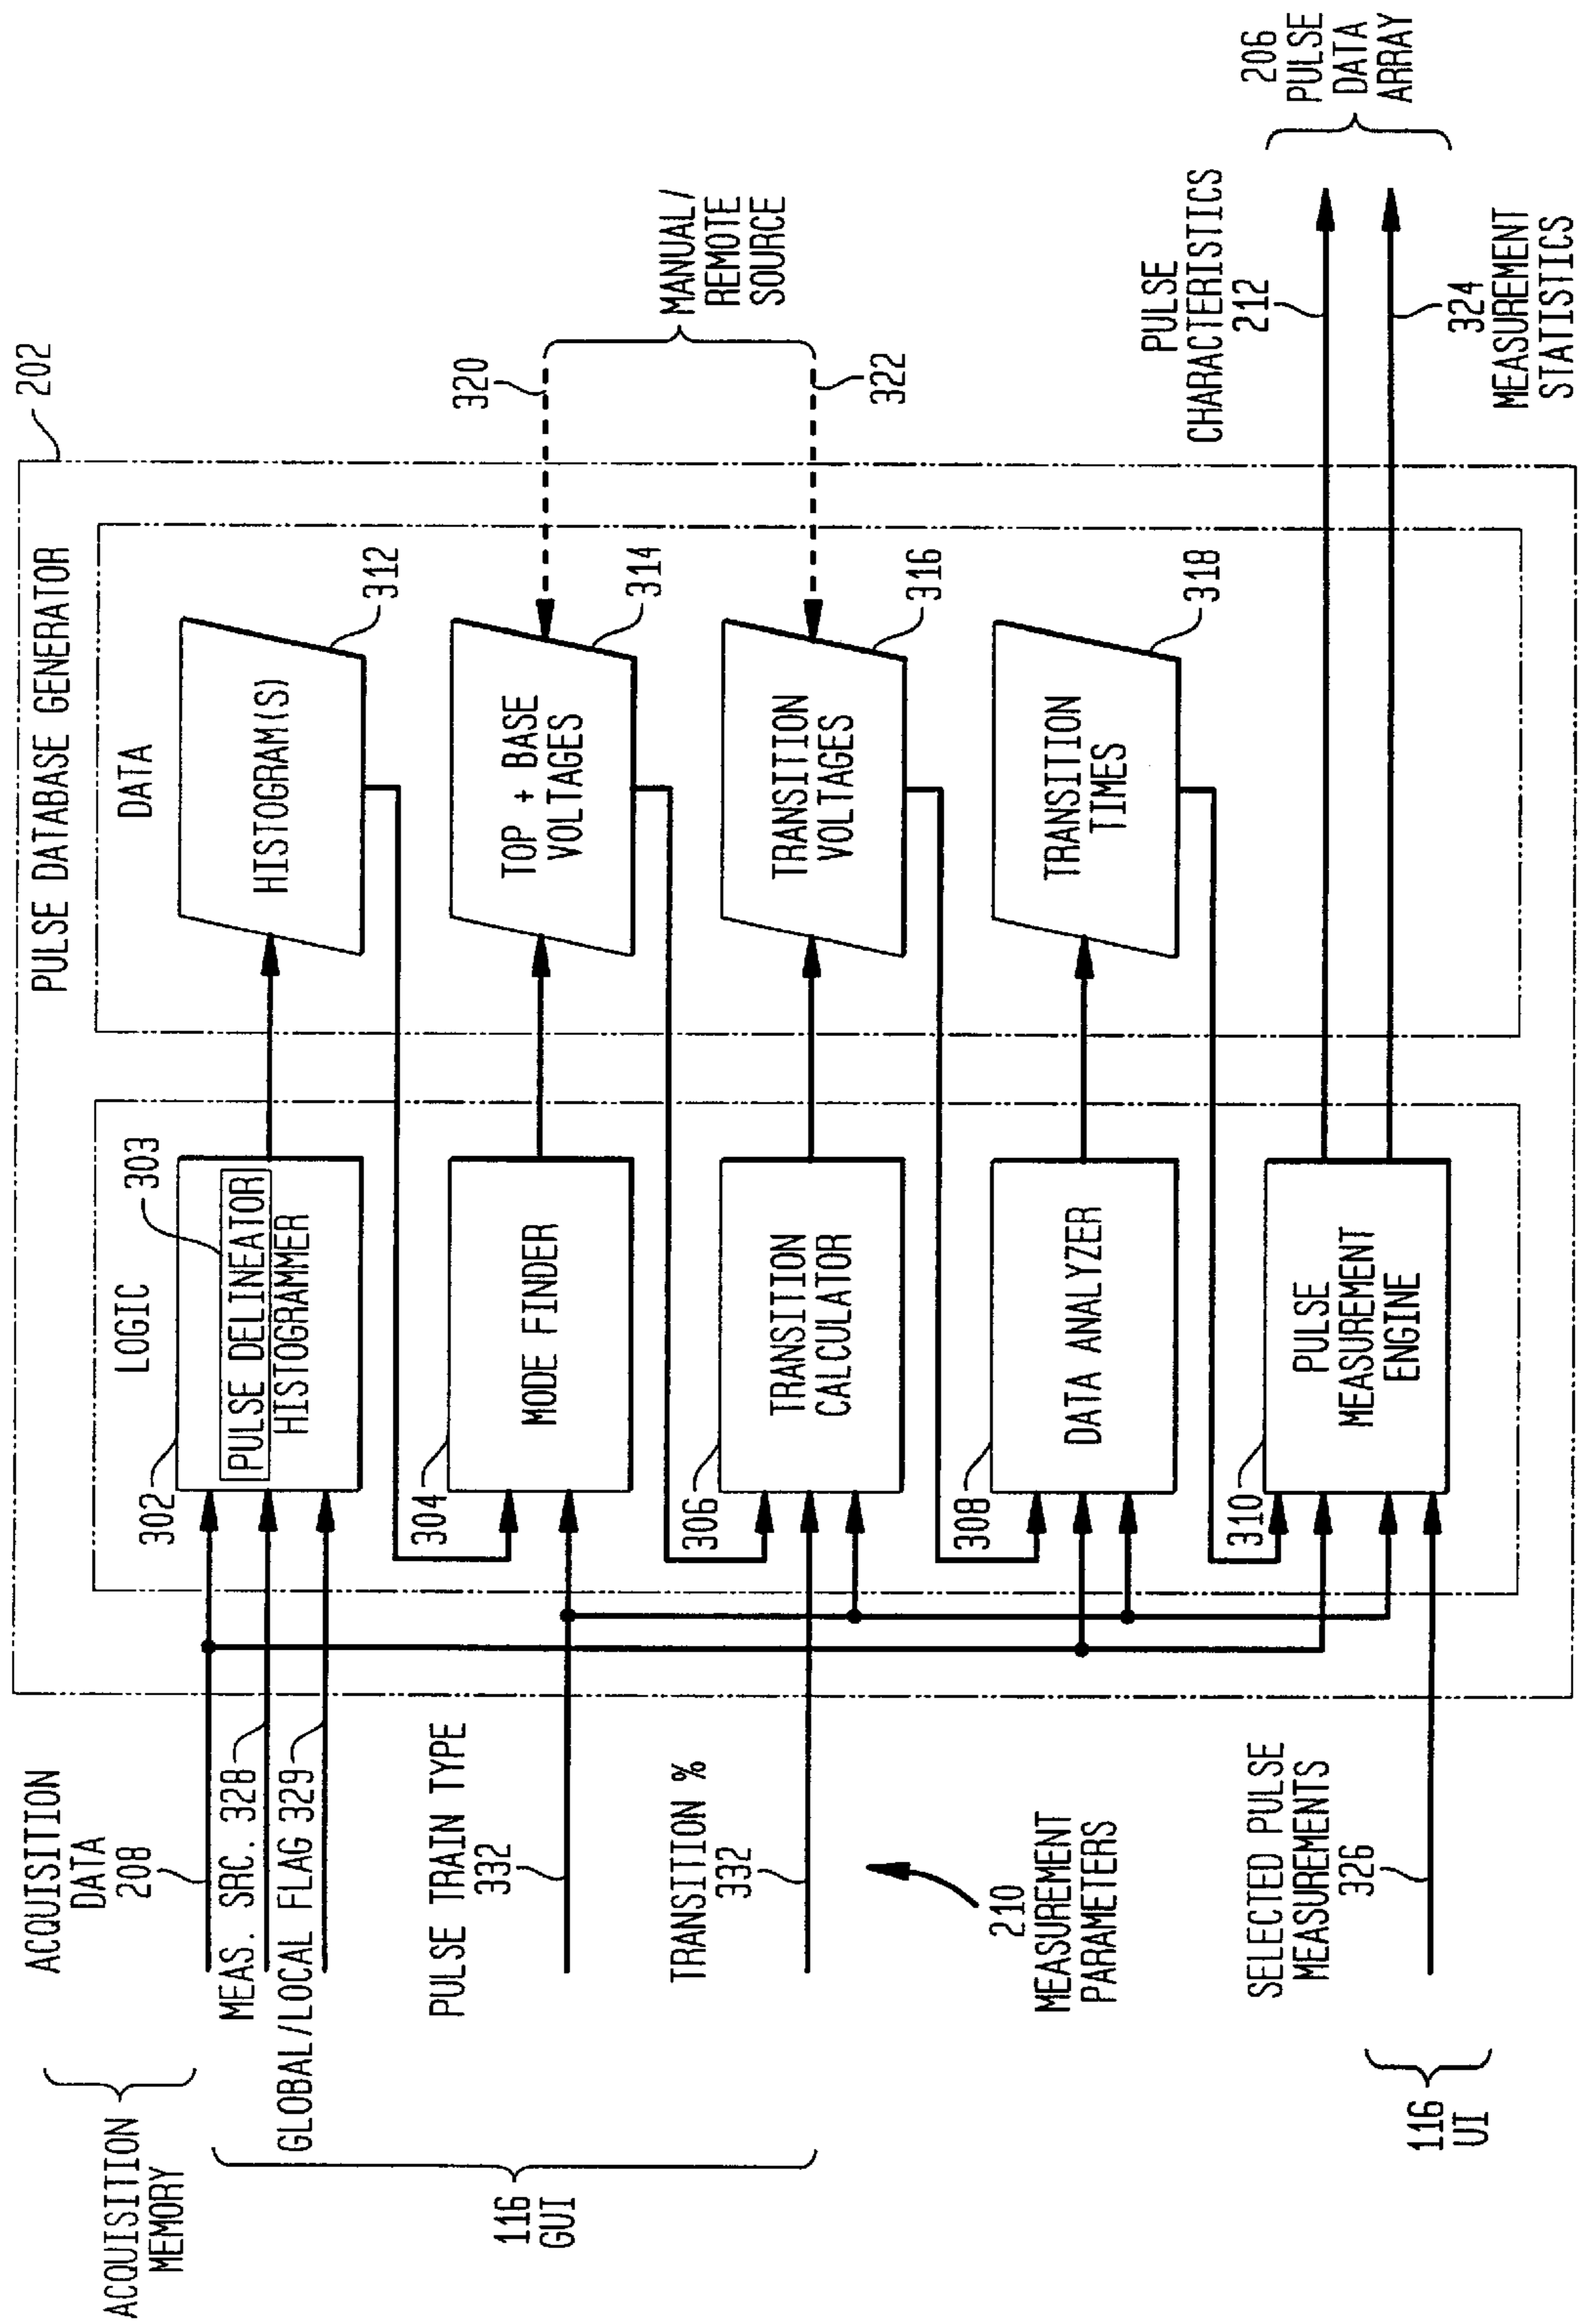 PULSE DATABASE GENERATOR
202
LOGIC
DATA
ACQUISITION
MEMORY
ACQUISITION
DATA
208
MEAS. SRC. 328
GLOBAL/LOCAL FLAG 329
116
GUI
PULSE TRAIN TYPE
332
TRANSITION %
332
210
MEASUREMENT
PARAMETERS
SELECTED PULSE
MEASUREMENTS
326
116
UI
302
303
PULSE DELINEATOR
HISTOGRAMMER
304
MODE FINDER
306
TRANSITION
CALCULATOR
308
DATA ANALYZER
310
PULSE
MEASUREMENT
ENGINE
HISTOGRAM(S)
312
TOP + BASE
VOLTAGES
314
TRANSITION
VOLTAGES
316
TRANSITION
TIMES
318
320
322
MANUAL/
REMOTE
SOURCE
PULSE
CHARACTERISTICS
212
324
MEASUREMENT
STATISTICS
206
PULSE
DATA
ARRAY